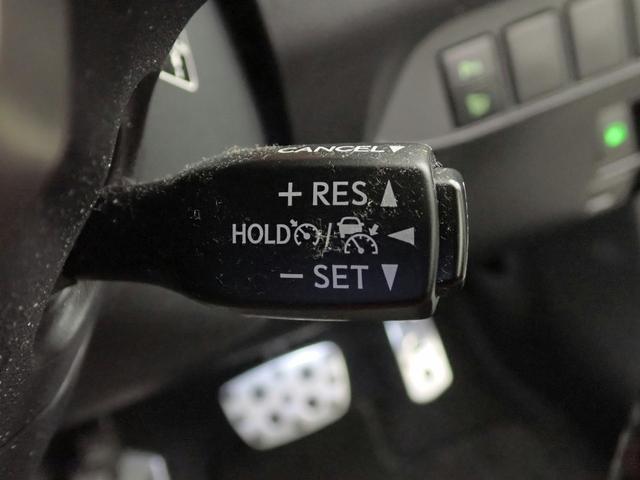 CANCEL▼
+ RES ▲
HOLD / ◀
− SET ▼